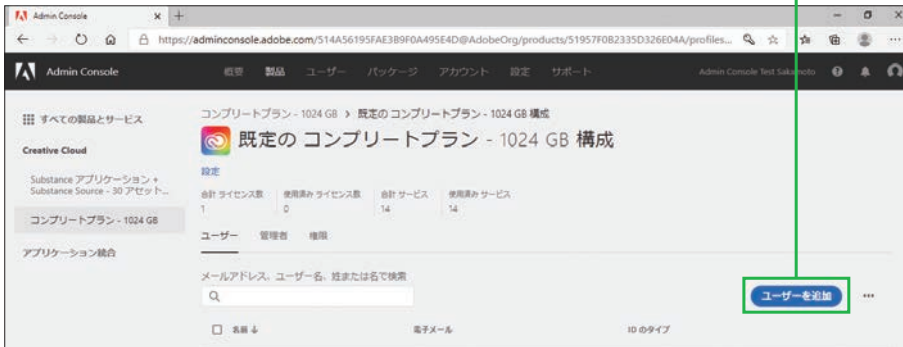 Admin Console
https://adminconsole.adobe.com/514A56195FAE3B9F0A495E4D@AdobeOrg/products/51957F0B2335D326E04A/profiles...
Admin Console 概要 製品 ユーザー パッケージ アカウント 設定 サポート Admin Console Test Sakamoto
すべての製品とサービス
コンプリートプラン - 1024 GB > 既定の コンプリートプラン - 1024 GB 構成
既定の コンプリートプラン - 1024 GB 構成
Creative Cloud
設定
Substance アプリケーション +
Substance Source - 30 アセット...
合計 ライセンス数 使用済み ライセンス数 合計 サービス 使用済み サービス
1 0 14 14
コンプリートプラン - 1024 GB
ユーザー 管理者 権限
アプリケーション統合
メールアドレス、ユーザー名、姓または名で検索
ユーザーを追加
名前 ↓ 電子メール ID のタイプ